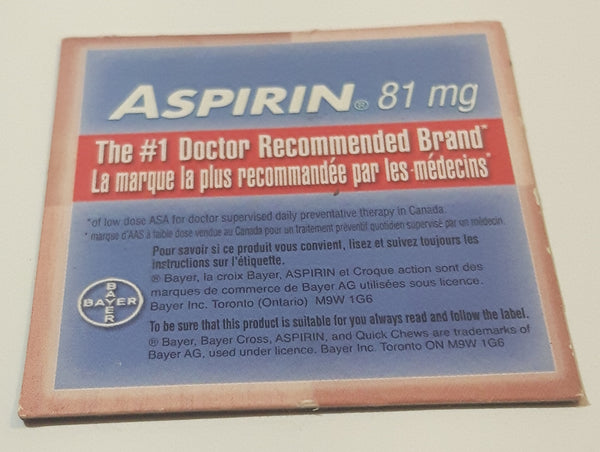 ASPIRIN® 81 mg
The #1 Doctor Recommended Brand*
La marque la plus recommandée par les médecins*
*of low dose ASA for doctor supervised daily preventative therapy in Canada.
* marque d'AAS à faible dose vendue au Canada pour un traitement préventif quotidien supervisé par un médecin.
Pour savoir si ce produit vous convient, lisez et suivez toujours les
instructions sur l'étiquette.
® Bayer, la croix Bayer, ASPIRIN et Croque action sont des
marques de commerce de Bayer AG utilisées sous licence.
Bayer Inc. Toronto (Ontario) M9W 1G6
BAYER
BAYER
To be sure that this product is suitable for you always read and follow the label.
® Bayer, Bayer Cross, ASPIRIN, and Quick Chews are trademarks of
Bayer AG, used under licence. Bayer Inc. Toronto ON M9W 1G6